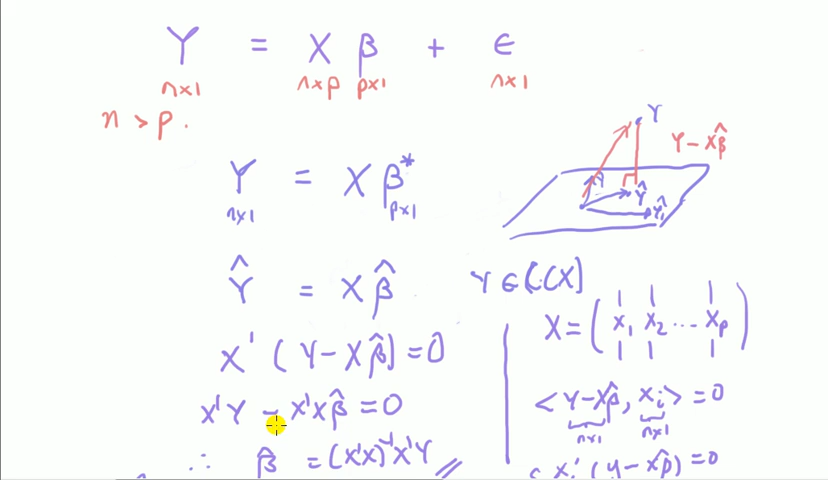 Y = X β + ϵ
n×1 n×p p×1 n×1
n > p.
Y
Y - Xβ̂
Ŷ
Y = X β*
n×1 p×1
Ŷ = X β̂
Y ∈ C(X)
X = ( x₁ x₂ ... xₚ )
X' ( Y - Xβ̂ ) = 0
X'Y - X'Xβ̂ = 0
< Y - Xβ̂, xᵢ > = 0
n×1 n×1
∴ β̂ = (X'X)⁻¹X'Y
xᵢ' (Y - Xβ̂) = 0